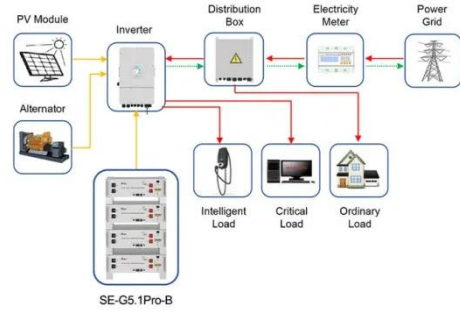 PV Module
Inverter
Distribution
Box
Electricity
Meter
Power
Grid
Alternator
Intelligent
Load
Critical
Load
Ordinary
Load
SE-G5.1Pro-B